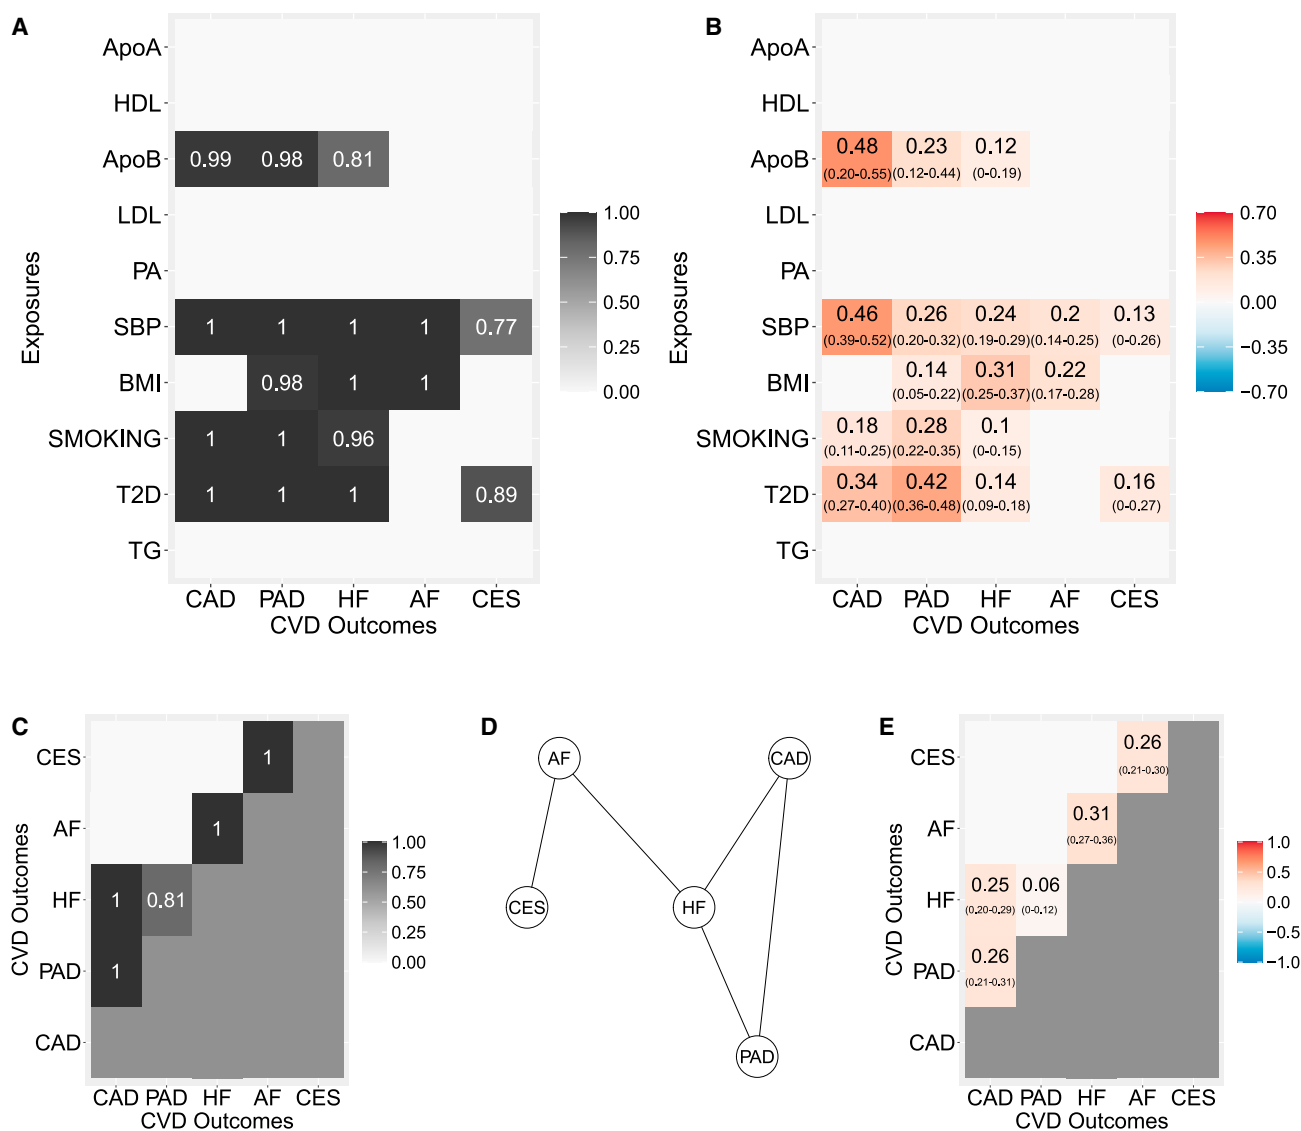 A
ApoA
HDL
ApoB
LDL
PA
SBP
BMI
SMOKING
T2D
TG
Exposures
0.99 0.98 0.81
1 1 1 1 0.77
0.98 1 1
1 1 0.96
1 1 1 0.89
CAD PAD HF AF CES
CVD Outcomes
1.00
0.75
0.50
0.25
0.00
B
ApoA
HDL
ApoB
LDL
PA
SBP
BMI
SMOKING
T2D
TG
Exposures
0.48 0.23 0.12
(0.20-0.55) (0.12-0.44) (0-0.19)
0.46 0.26 0.24 0.2 0.13
(0.39-0.52) (0.20-0.32) (0.19-0.29) (0.14-0.25) (0-0.26)
0.14 0.31 0.22
(0.05-0.22) (0.25-0.37) (0.17-0.28)
0.18 0.28 0.1
(0.11-0.25) (0.22-0.35) (0-0.15)
0.34 0.42 0.14 0.16
(0.27-0.40) (0.36-0.48) (0.09-0.18) (0-0.27)
CAD PAD HF AF CES
CVD Outcomes
0.70
0.35
0.00
−0.35
−0.70
C
CES
AF
HF
PAD
CAD
CVD Outcomes
1
1
1 0.81
1
CAD PAD HF AF CES
CVD Outcomes
1.00
0.75
0.50
0.25
0.00
D
AF
CAD
CES
HF
PAD
E
CES
AF
HF
PAD
CAD
CVD Outcomes
0.26
(0.21-0.30)
0.31
(0.27-0.36)
0.25 0.06
(0.20-0.29) (0-0.12)
0.26
(0.21-0.31)
CAD PAD HF AF CES
CVD Outcomes
1.0
0.5
0.0
−0.5
−1.0